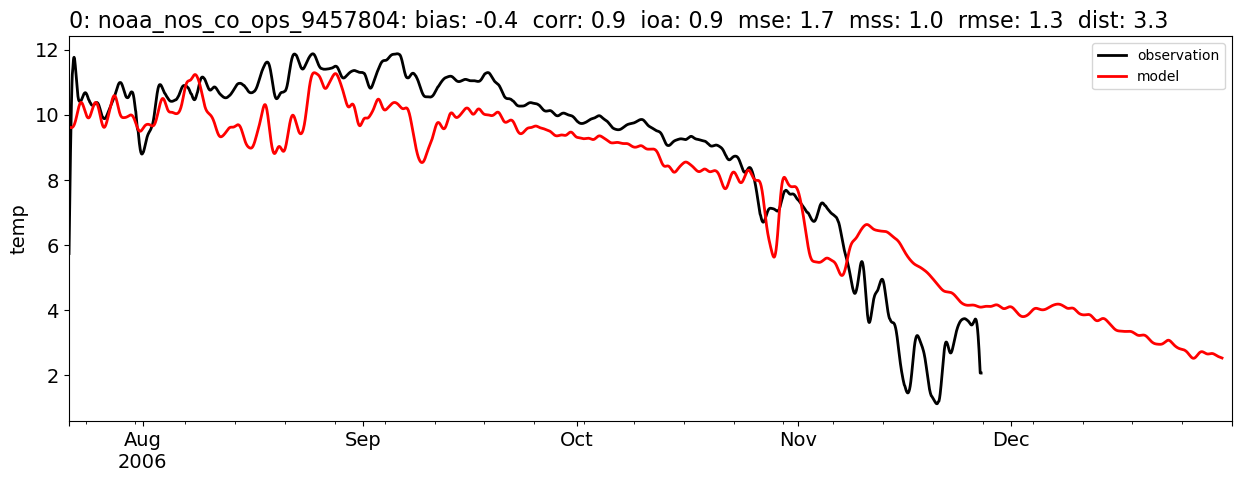 0: noaa_nos_co_ops_9457804: bias: -0.4 corr: 0.9 ioa: 0.9 mse: 1.7 mss: 1.0 rmse: 1.3 dist: 3.3
observation
model
temp
12
10
8
6
4
2
Aug Sep Oct Nov Dec
2006